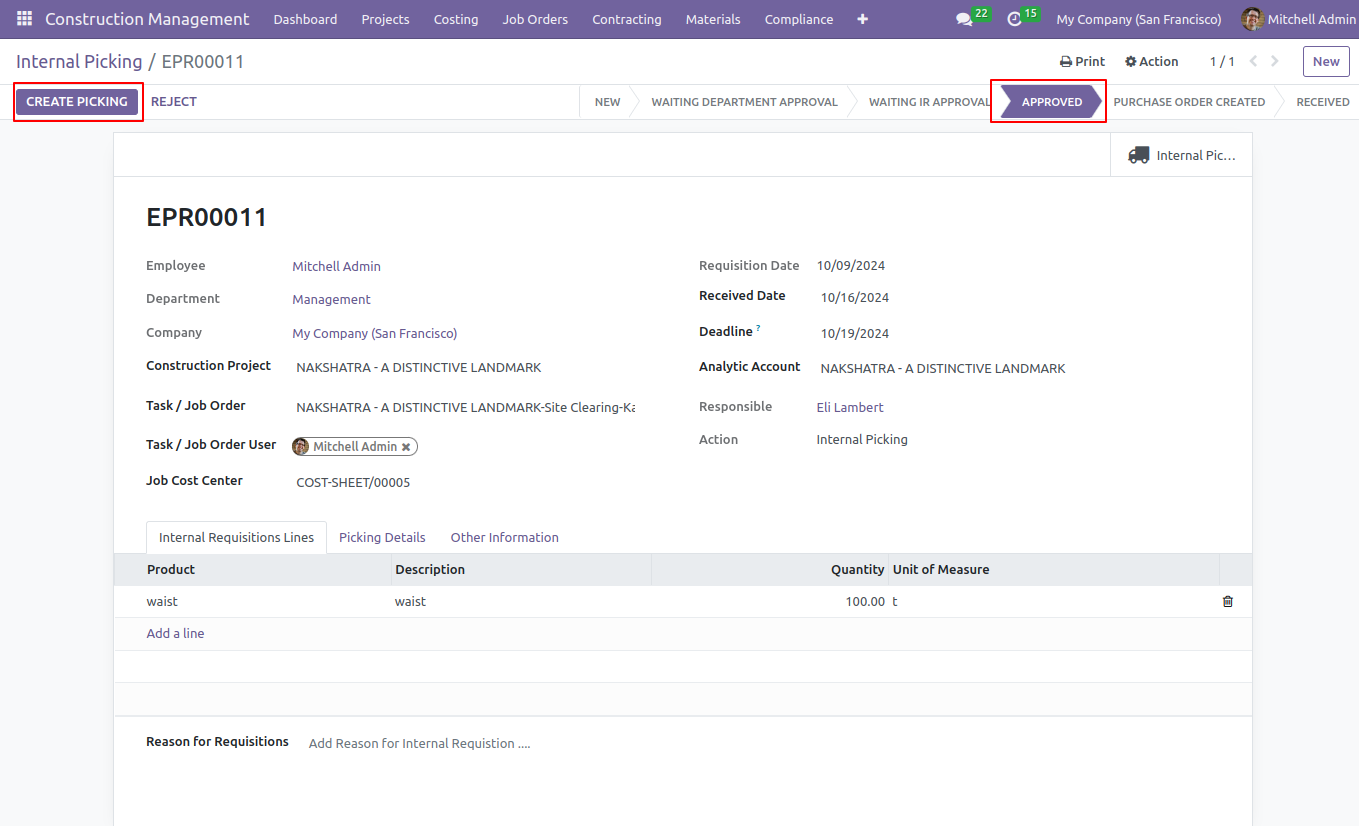 Construction Management Dashboard Projects Costing Job Orders Contracting Materials Compliance 22 15 My Company (San Francisco) Mitchell Admin
Internal Picking / EPR00011 Print Action 1 / 1 New
CREATE PICKING REJECT NEW WAITING DEPARTMENT APPROVAL WAITING IR APPROVAL APPROVED PURCHASE ORDER CREATED RECEIVED
Internal Pic...
EPR00011
Employee Mitchell Admin Requisition Date 10/09/2024
Department Management Received Date 10/16/2024
Company My Company (San Francisco) Deadline ? 10/19/2024
Construction Project NAKSHATRA - A DISTINCTIVE LANDMARK Analytic Account NAKSHATRA - A DISTINCTIVE LANDMARK
Task / Job Order NAKSHATRA - A DISTINCTIVE LANDMARK-Site Clearing-Ka Responsible Eli Lambert
Task / Job Order User Mitchell Admin Action Internal Picking
Job Cost Center COST-SHEET/00005
Internal Requisitions Lines Picking Details Other Information
Product Description Quantity Unit of Measure
waist waist 100.00 t
Add a line
Reason for Requisitions Add Reason for Internal Requistion ....